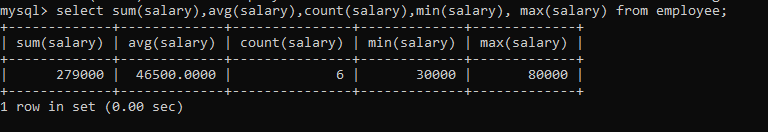 mysql> select sum(salary),avg(salary),count(salary),min(salary), max(salary) from employee;
+-------------+-------------+---------------+-------------+-------------+
| sum(salary) | avg(salary) | count(salary) | min(salary) | max(salary) |
+-------------+-------------+---------------+-------------+-------------+
|      279000 |  46500.0000 |             6 |       30000 |       80000 |
+-------------+-------------+---------------+-------------+-------------+
1 row in set (0.00 sec)